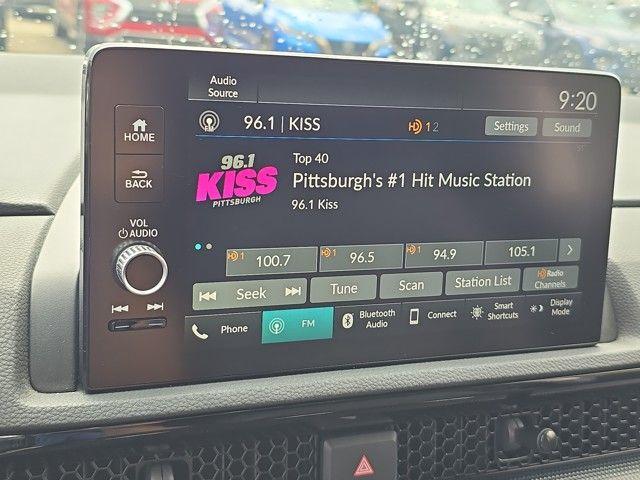 Audio
Source
9:20
HOME
FM
96.1 | KISS
HD 1 2
Settings
Sound
ST
BACK
96.1
KISS
PITTSBURGH
Top 40
Pittsburgh's #1 Hit Music Station
96.1 Kiss
VOL
AUDIO
HD 1 100.7
HD 1 96.5
HD 1 94.9
105.1
Seek
Tune
Scan
Station List
HD Radio
Channels
Phone
FM
Bluetooth
Audio
Connect
Smart
Shortcuts
Display
Mode